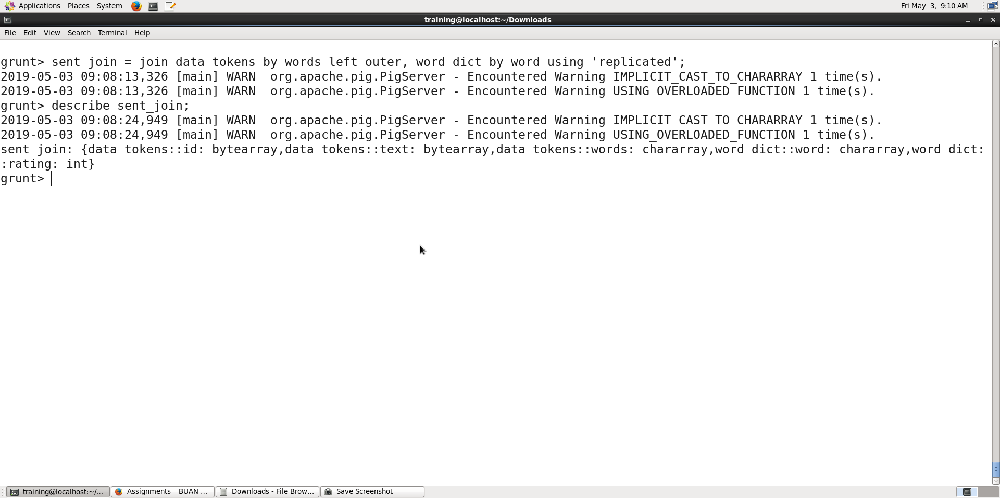 Applications Places System Fri May 3, 9:10 AM
training@localhost:~/Downloads
File Edit View Search Terminal Help
grunt> sent_join = join data_tokens by words left outer, word_dict by word using 'replicated';
2019-05-03 09:08:13,326 [main] WARN  org.apache.pig.PigServer - Encountered Warning IMPLICIT_CAST_TO_CHARARRAY 1 time(s).
2019-05-03 09:08:13,326 [main] WARN  org.apache.pig.PigServer - Encountered Warning USING_OVERLOADED_FUNCTION 1 time(s).
grunt> describe sent_join;
2019-05-03 09:08:24,949 [main] WARN  org.apache.pig.PigServer - Encountered Warning IMPLICIT_CAST_TO_CHARARRAY 1 time(s).
2019-05-03 09:08:24,949 [main] WARN  org.apache.pig.PigServer - Encountered Warning USING_OVERLOADED_FUNCTION 1 time(s).
sent_join: {data_tokens::id: bytearray,data_tokens::text: bytearray,data_tokens::words: chararray,word_dict::word: chararray,word_dict:
:rating: int}
grunt>
training@localhost:~/... Assignments – BUAN ... Downloads - File Brow... Save Screenshot